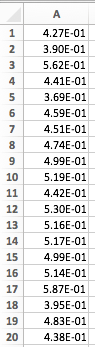 A
1 4.27E-01
2 3.90E-01
3 5.62E-01
4 4.41E-01
5 3.69E-01
6 4.59E-01
7 4.51E-01
8 4.74E-01
9 4.99E-01
10 5.19E-01
11 4.42E-01
12 5.30E-01
13 5.16E-01
14 5.17E-01
15 4.99E-01
16 5.14E-01
17 5.87E-01
18 3.95E-01
19 4.83E-01
20 4.38E-01